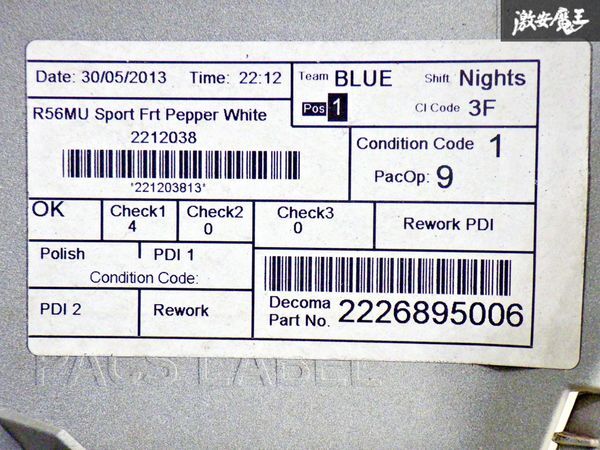 激安魔王
Date: 30/05/2013 Time: 22:12
Team BLUE Shift Nights
Pos 1 CI Code 3F
R56MU Sport Frt Pepper White
2212038
*221203813*
Condition Code 1
PacOp: 9
OK
Check1
4
Check2
0
Check3
0
Rework PDI
Polish
PDI 1
Condition Code:
PDI 2
Rework
Decoma
Part No. 2226895006
PACS LABEL